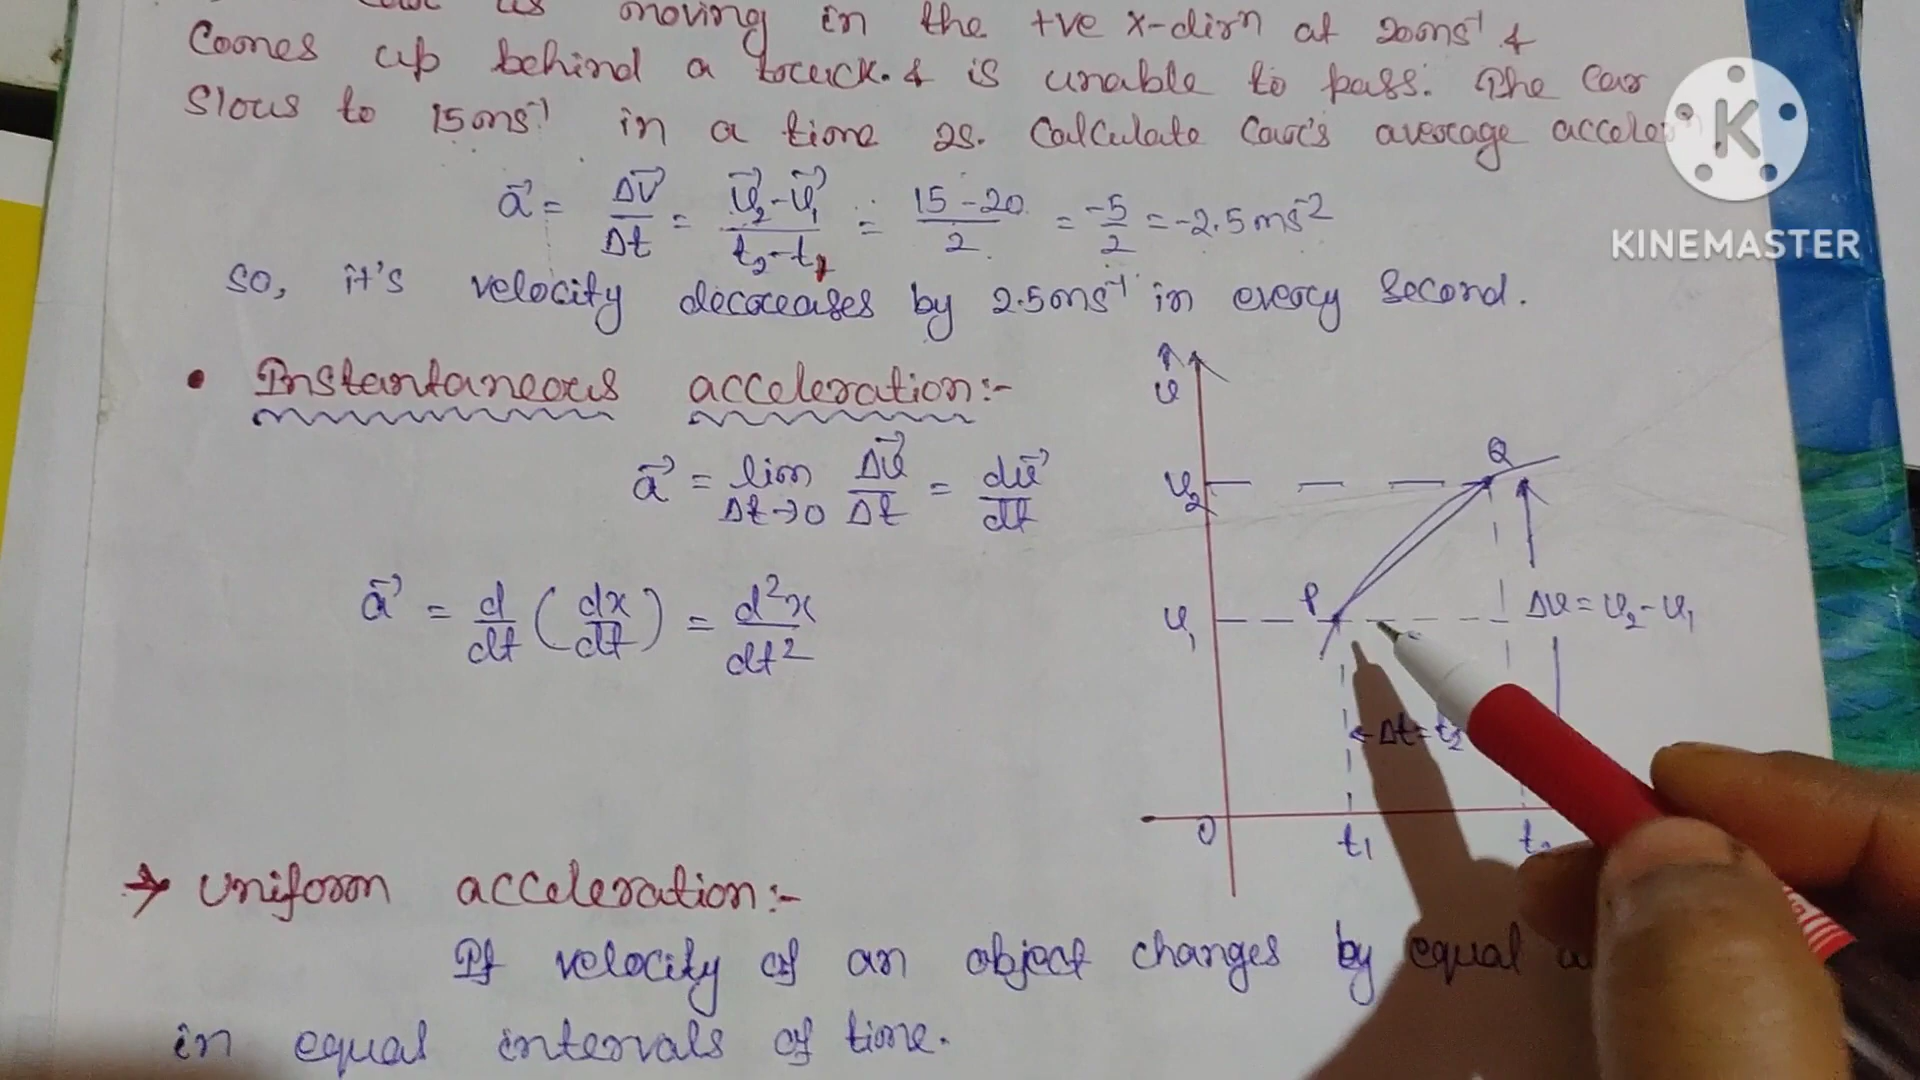 moving in the +ve x-dirn at 20ms⁻¹ &
Comes up behind a truck. & is unable to pass. The Car
Slows to 15ms⁻¹ in a time 2s. Calculate Car's average acceler
a⃗ = Δv⃗/Δt = (v⃗₂ - v⃗₁)/(t₂ - t₁) = (15 - 20)/2 = -5/2 = -2.5ms⁻²
so, it's velocity decreases by 2.5ms⁻¹ in every second.
KINEMASTER
K
• Instantaneous acceleration:-
a⃗ = lim Δt→0 Δv⃗/Δt = dv⃗/dt
a⃗ = d/dt (dx/dt) = d²x/dt²
v
Q
v₂
P
v₁
Δv = v₂ - v₁
Δt = t₂
O
t₁
→ Uniform acceleration:-
If velocity of an object changes by equal
in equal intervals of time.